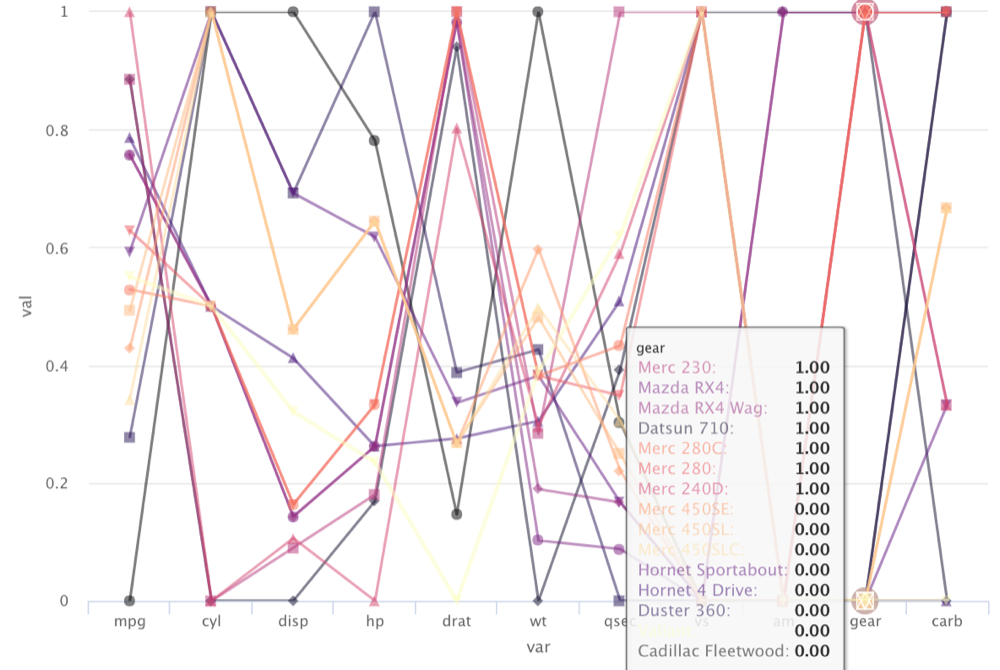 1
0.8
0.6
0.4
0.2
0
val
mpg cyl disp hp drat wt qsec vs am gear carb
var
gear
Merc 230: 1.00
Mazda RX4: 1.00
Mazda RX4 Wag: 1.00
Datsun 710: 1.00
Merc 280C: 1.00
Merc 280: 1.00
Merc 240D: 1.00
Merc 450SE: 0.00
Merc 450SL: 0.00
Merc 450SLC: 0.00
Hornet Sportabout: 0.00
Hornet 4 Drive: 0.00
Duster 360: 0.00
0.00
Cadillac Fleetwood: 0.00